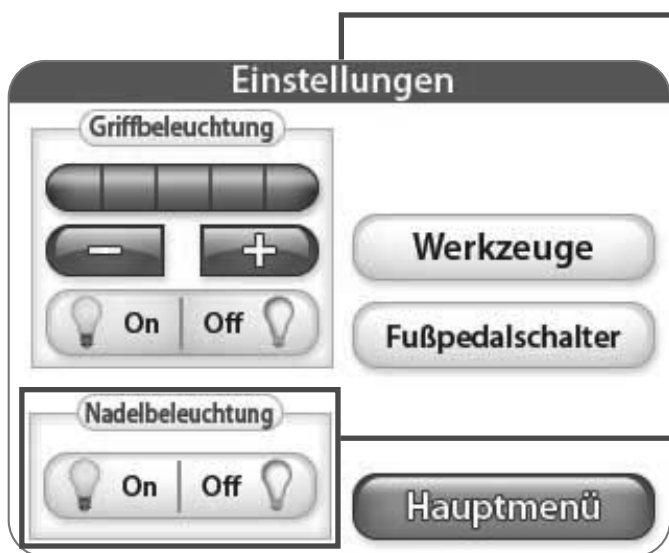 Einstellungen
Griffbeleuchtung
− +
On | Off
Werkzeuge
Fußpedalschalter
Nadelbeleuchtung
On | Off
Hauptmenü